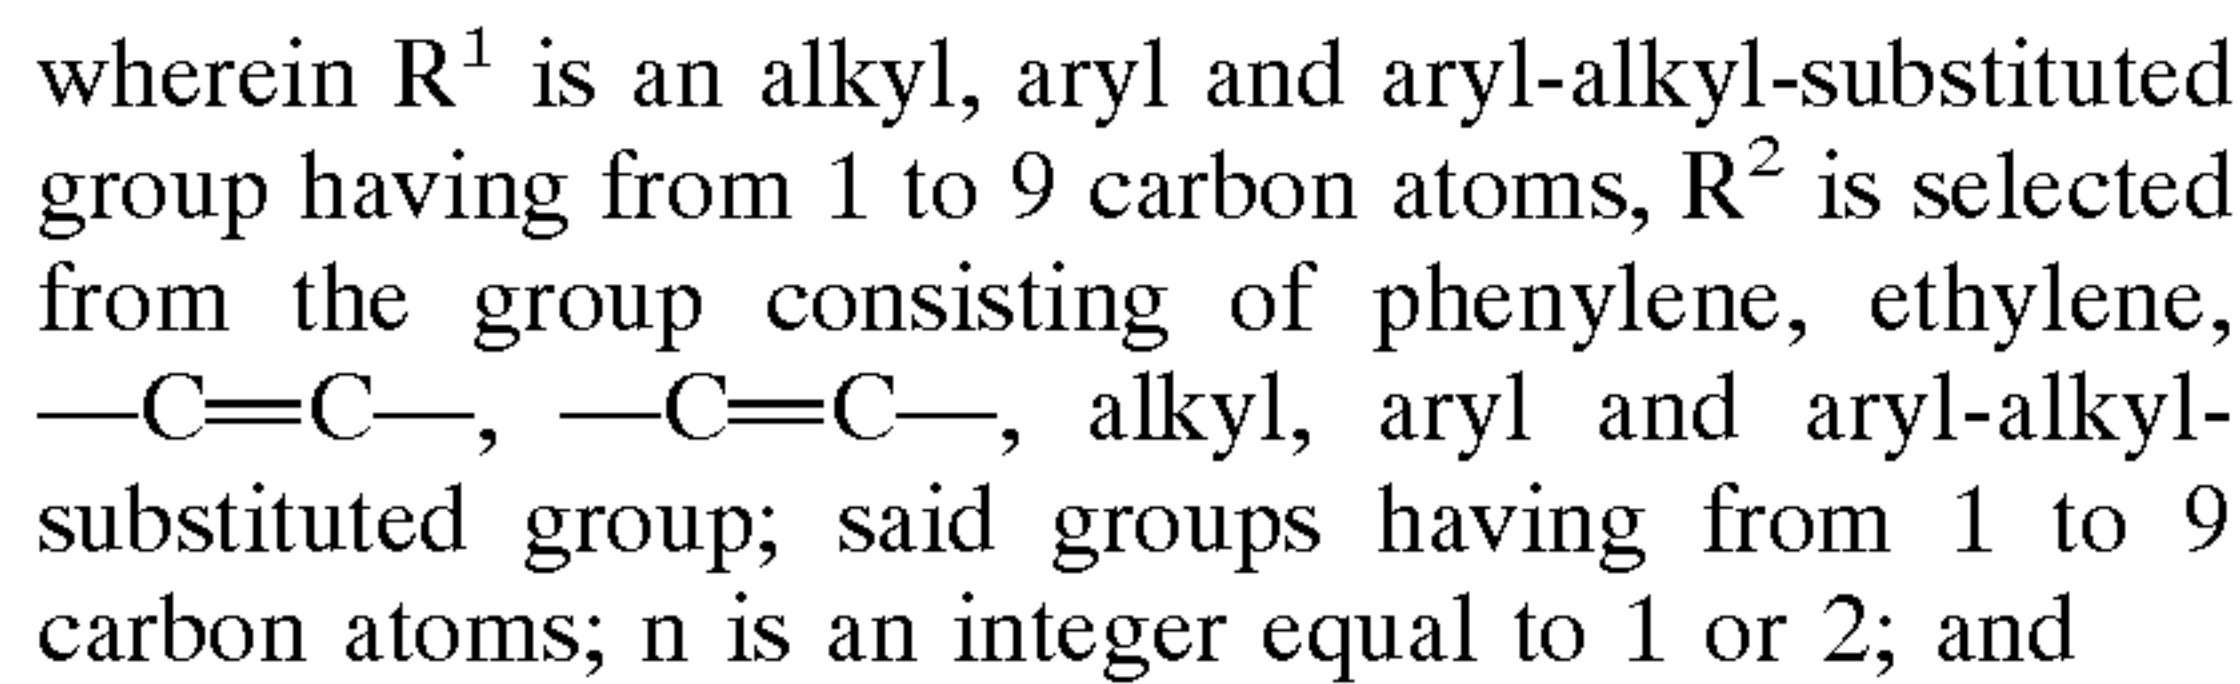 wherein R¹ is an alkyl, aryl and aryl-alkyl-substituted
group having from 1 to 9 carbon atoms, R² is selected
from the group consisting of phenylene, ethylene,
—C═C—, —C═C—, alkyl, aryl and aryl-alkyl-
substituted group; said groups having from 1 to 9
carbon atoms; n is an integer equal to 1 or 2; and